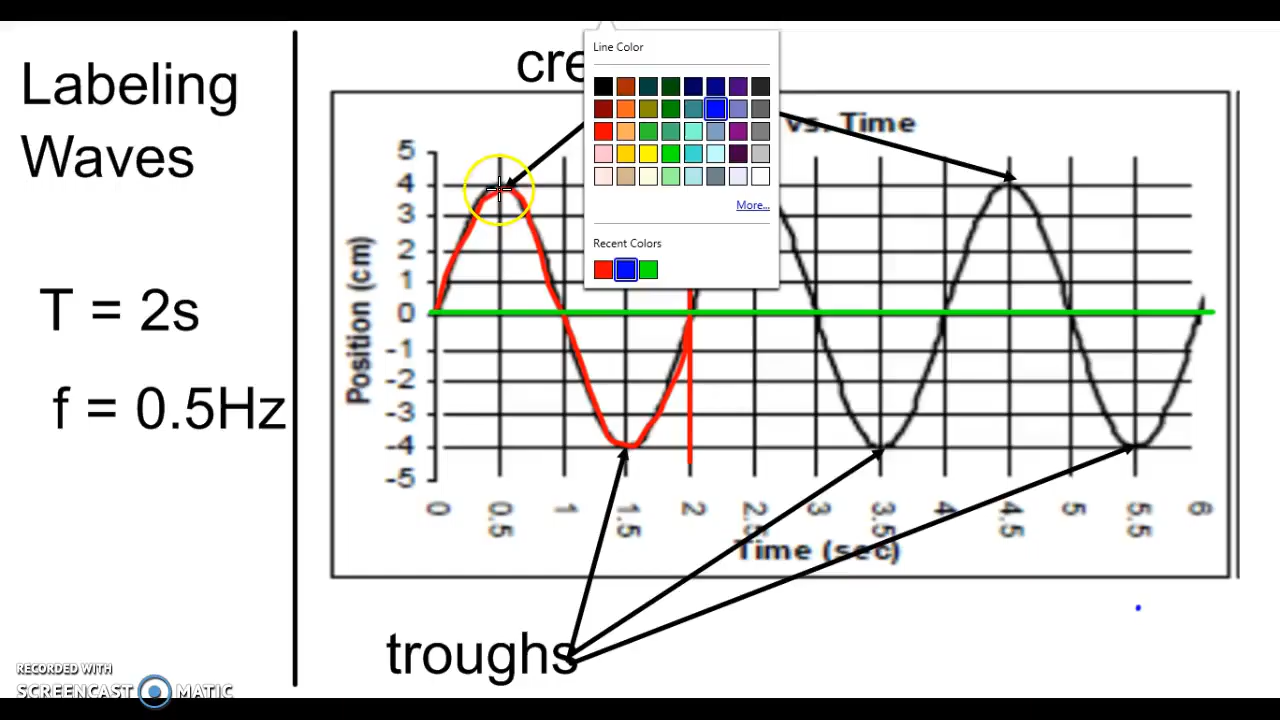 Labeling
Waves
T = 2s
f = 0.5Hz
cre
Line Color
More...
Recent Colors
vs. Time
Position (cm)
5
4
3
2
1
0
-1
-2
-3
-4
-5
0 0.5 1 1.5 2 2.5 3 3.5 4 4.5 5 5.5 6
Time (sec)
troughs
RECORDED WITH
SCREENCAST MATIC